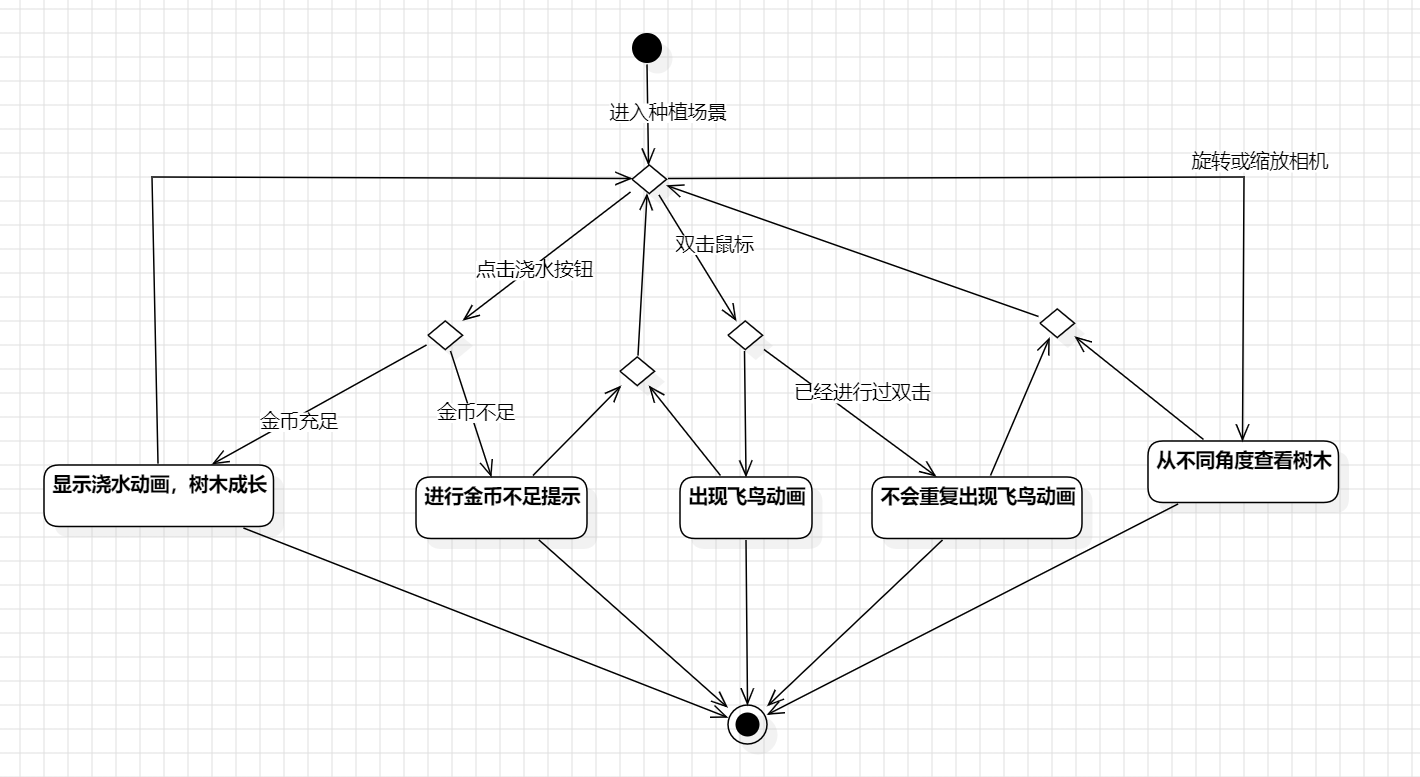 进入种植场景
旋转或缩放相机
双击鼠标
点击浇水按钮
已经进行过双击
金币充足
金币不足
显示浇水动画，树木成长
进行金币不足提示
出现飞鸟动画
不会重复出现飞鸟动画
从不同角度查看树木